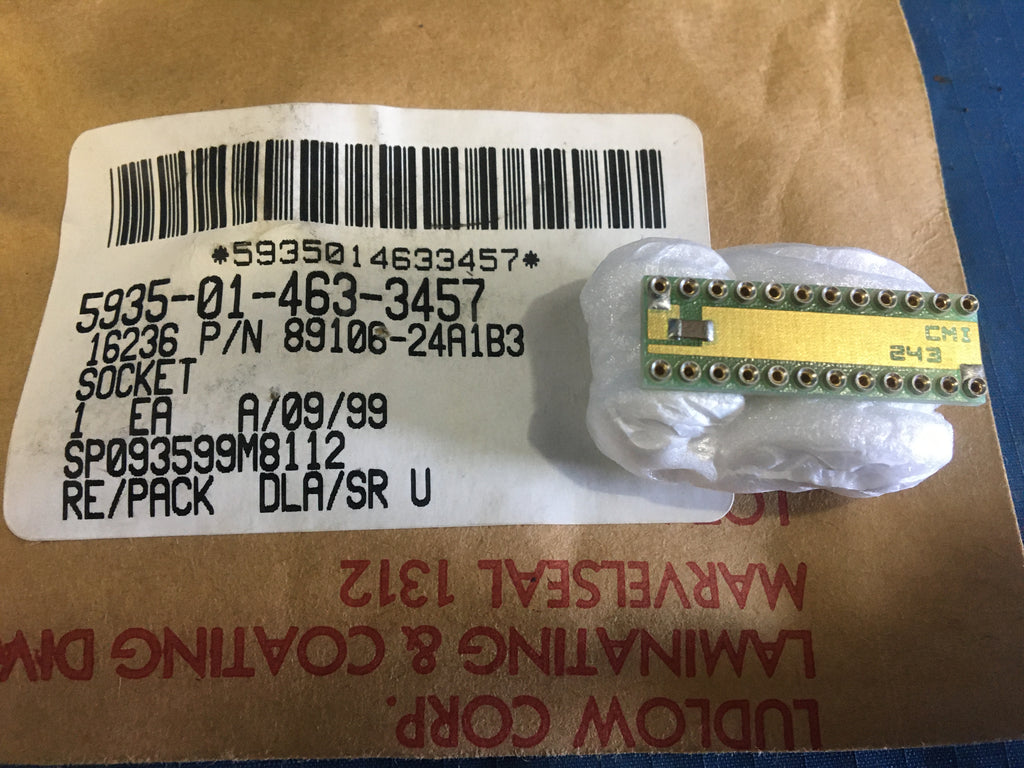 *5935014633457*
5935-01-463-3457
16236 P/N 89106-24A1B3
SOCKET
1 EA A/09/99
SP093599M8112
RE/PACK DLA/SR U
CMI
243
LUDLOW CORP.
LAMINATING & COATING
MARVELSEAL 1312